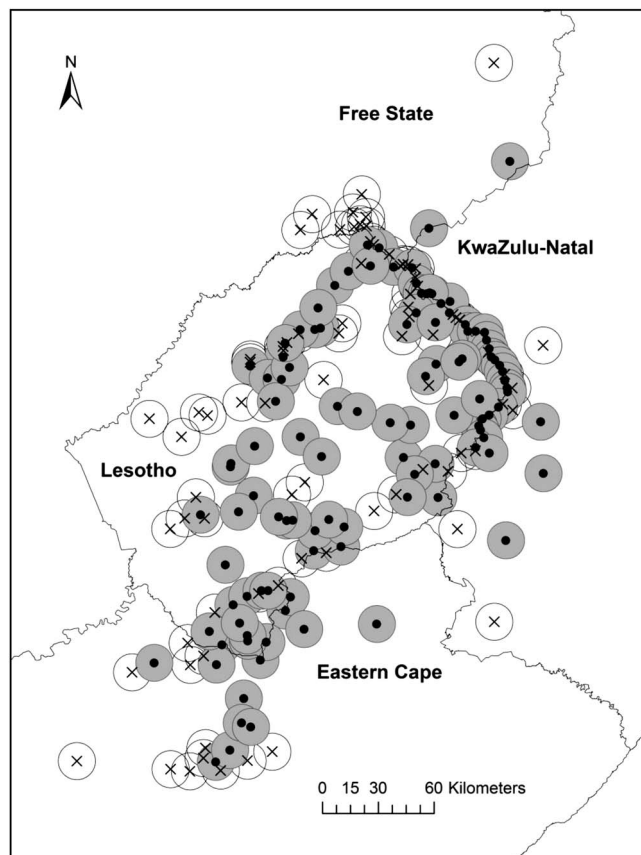 N
Free State
KwaZulu-Natal
Lesotho
Eastern Cape
0 15 30 60 Kilometers